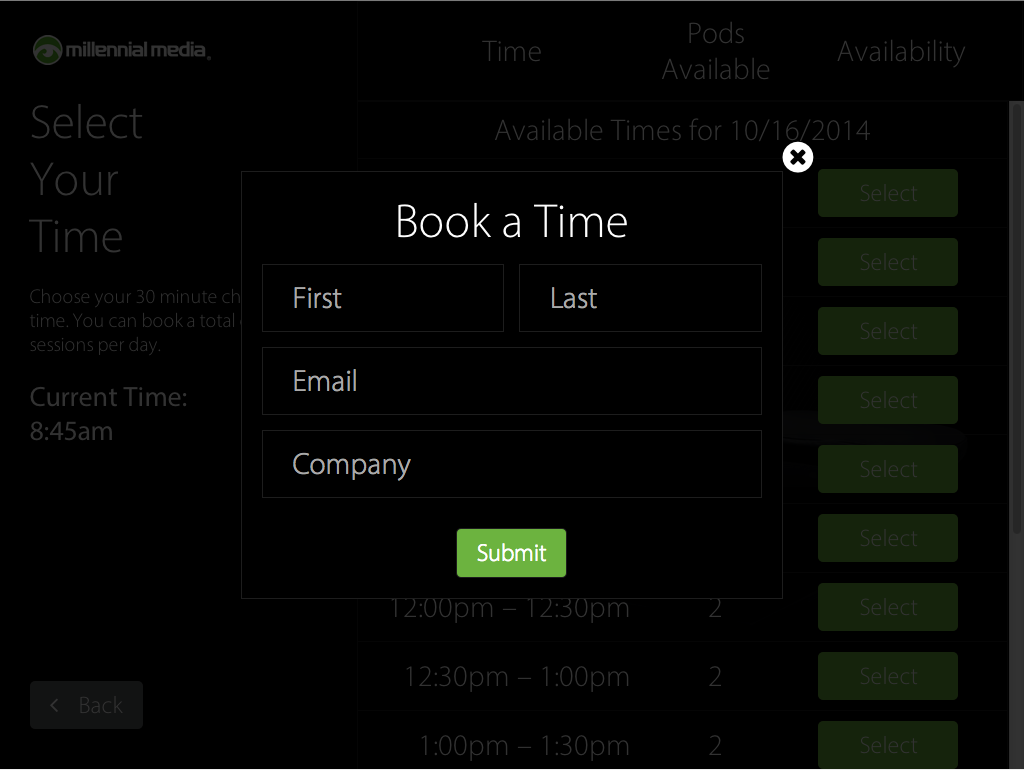 millennial media.
Select
Your
Time
Choose your 30 minute ch
time. You can book a total
sessions per day.
Current Time:
8:45am
Back
Time
Pods
Available
Availability
Available Times for 10/16/2014
Select
Select
Select
Select
Select
Select
12:00pm – 12:30pm 2 Select
12:30pm – 1:00pm 2 Select
1:00pm – 1:30pm 2 Select
Book a Time
First Last
Email
Company
Submit